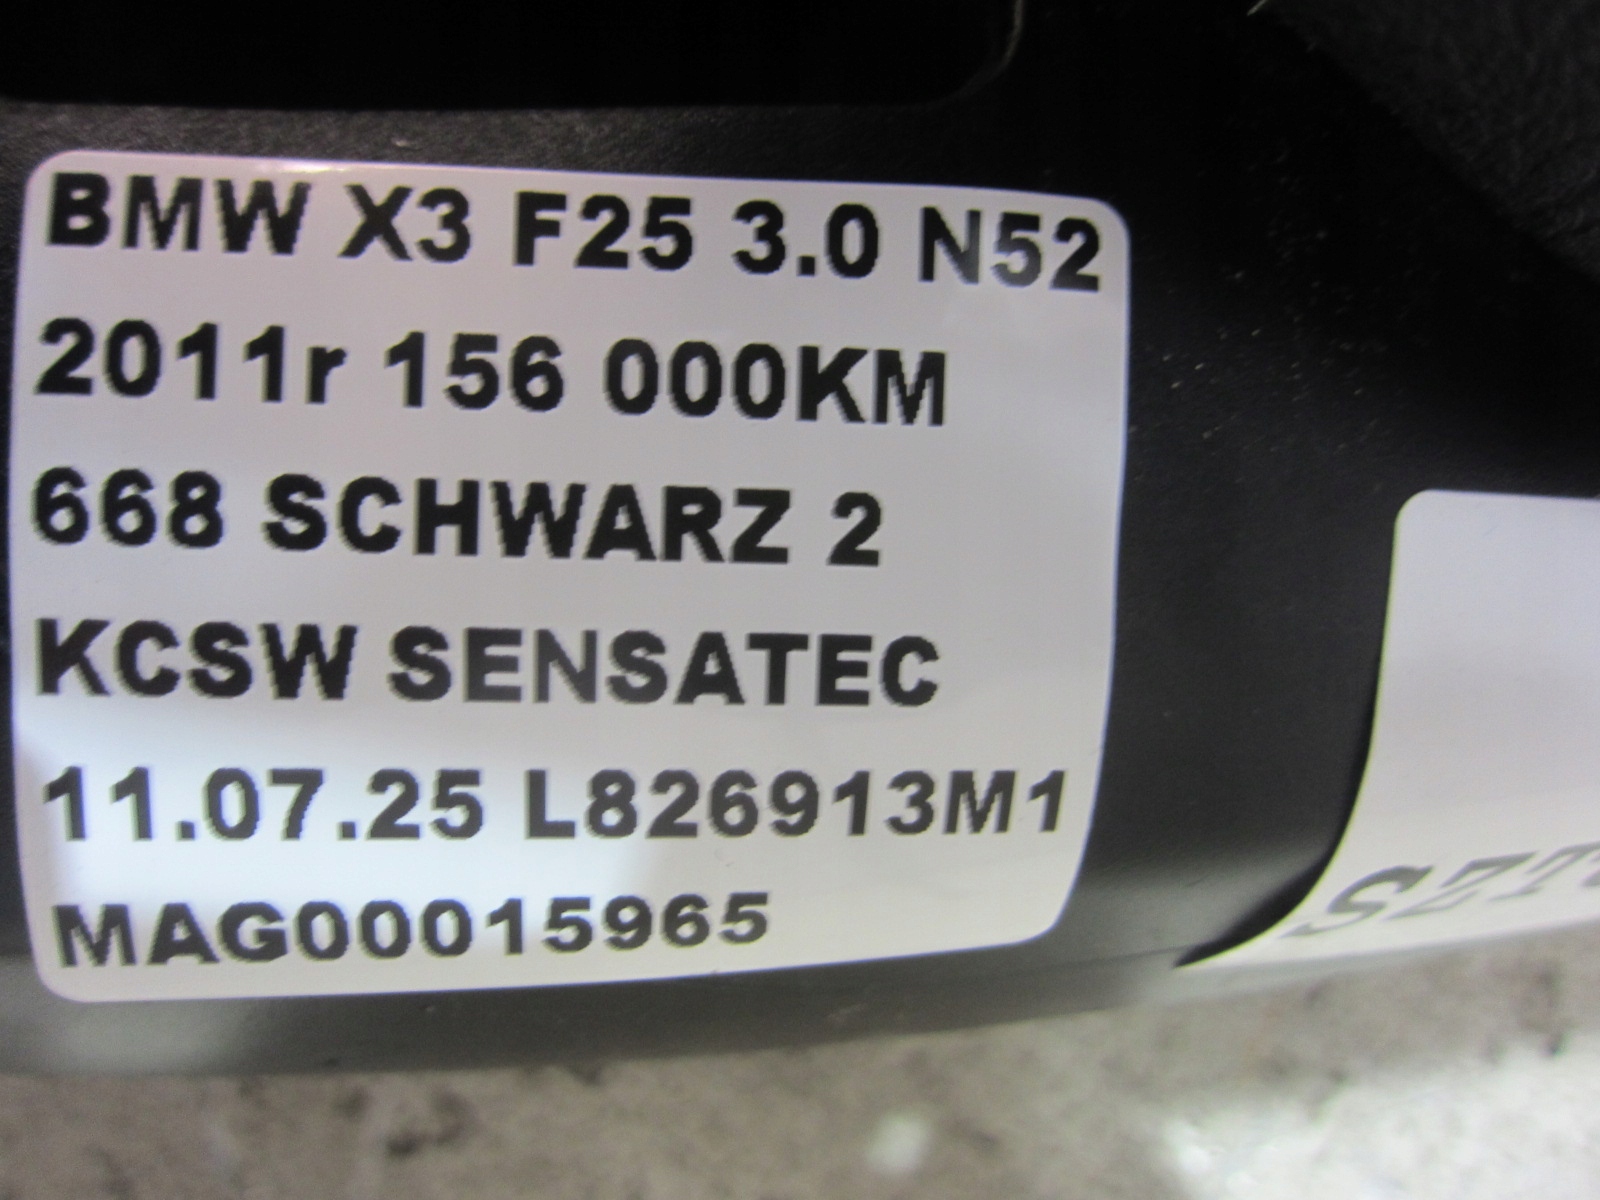 BMW X3 F25 3.0 N52
2011r 156 000KM
668 SCHWARZ 2
KCSW SENSATEC
11.07.25 L826913M1
MAG00015965